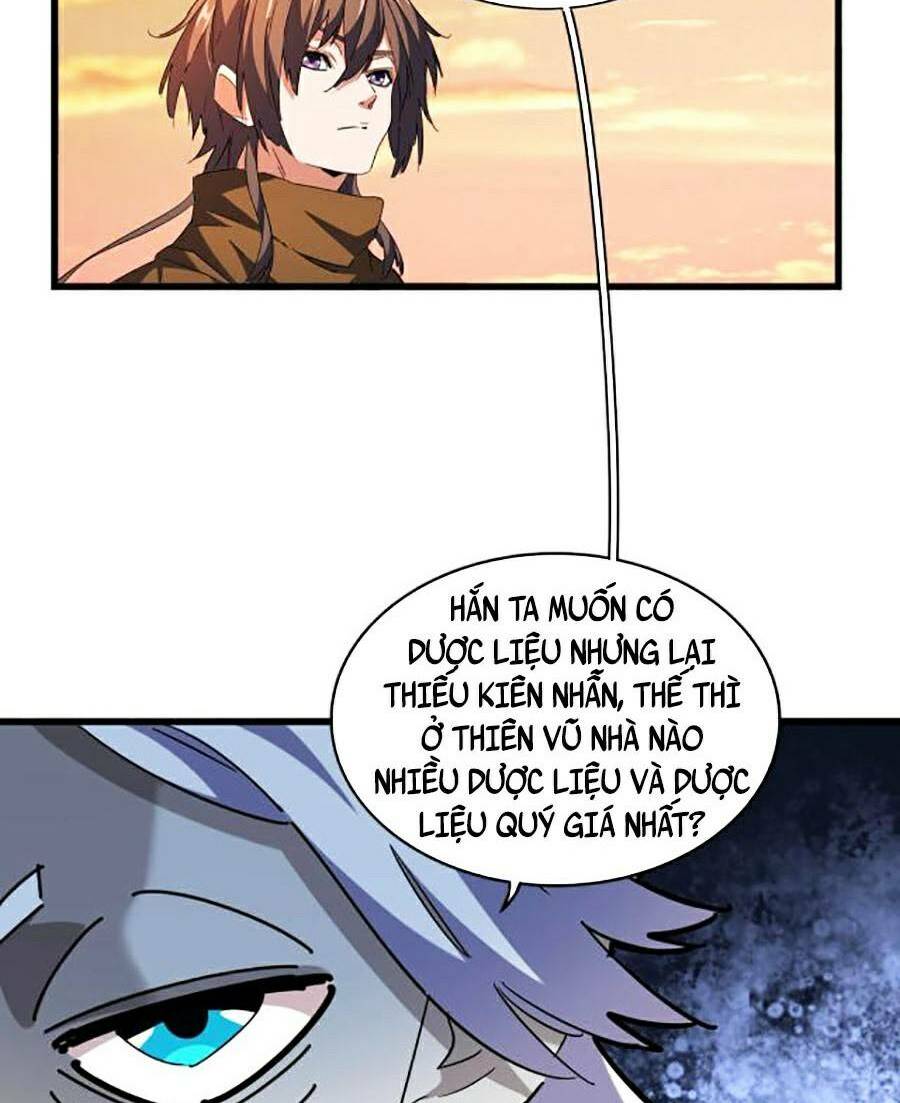 HẮN TA MUỐN CÓ
DƯỢC LIỆU NHƯNG LẠI
THIẾU KIÊN NHẪN, THẾ THÌ
Ở THIÊN VŨ NHÀ NÀO
NHIỀU DƯỢC LIỆU VÀ DƯỢC
LIỆU QUÝ GIÁ NHẤT?